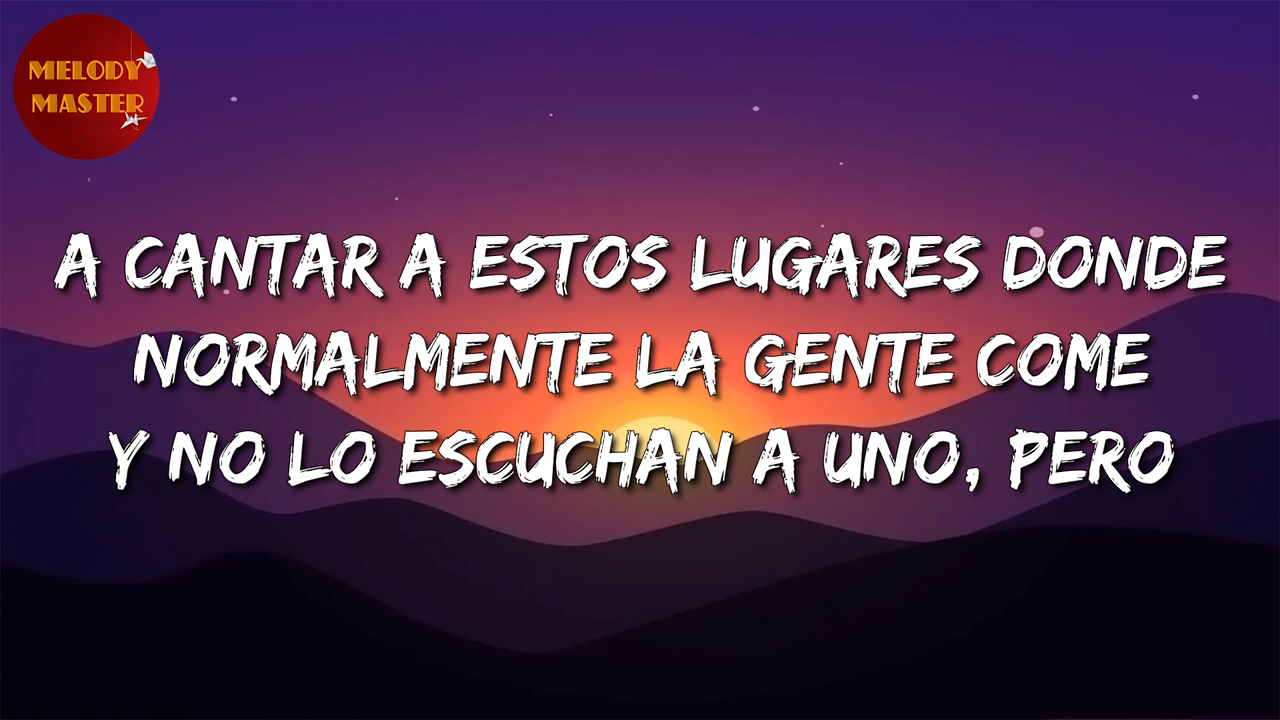 MELODY
MASTER
A CANTAR A ESTOS LUGARES DONDE
NORMALMENTE LA GENTE COME
Y NO LO ESCUCHAN A UNO, PERO